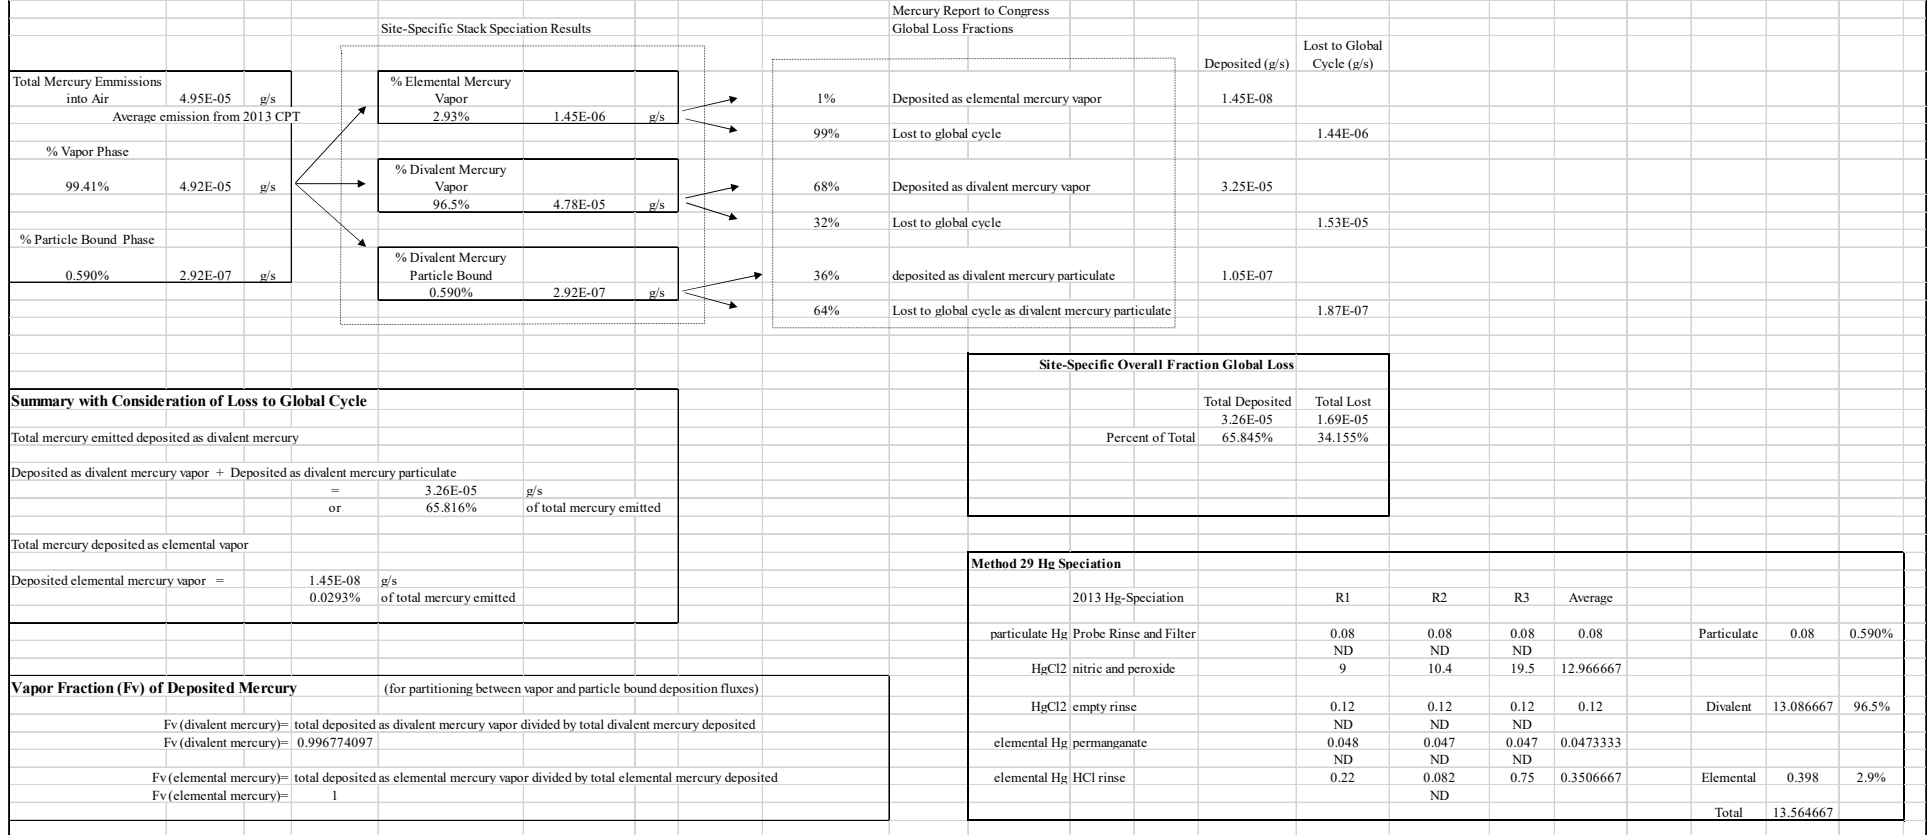 Mercury Report to Congress
Site-Specific Stack Speciation Results Global Loss Fractions
Lost to Global
Deposited (g/s) Cycle (g/s)
Total Mercury Emmissions % Elemental Mercury
into Air 4.95E-05 g/s Vapor 1% Deposited as elemental mercury vapor 1.45E-08
Average emission from 2013 CPT 2.93% 1.45E-06 g/s
99% Lost to global cycle 1.44E-06
% Vapor Phase
% Divalent Mercury
99.41% 4.92E-05 g/s Vapor 68% Deposited as divalent mercury vapor 3.25E-05
96.5% 4.78E-05 g/s
32% Lost to global cycle 1.53E-05
% Particle Bound Phase
% Divalent Mercury
0.590% 2.92E-07 g/s Particle Bound 36% deposited as divalent mercury particulate 1.05E-07
0.590% 2.92E-07 g/s
64% Lost to global cycle as divalent mercury particulate 1.87E-07
Site-Specific Overall Fraction Global Loss
Total Deposited Total Lost
3.26E-05 1.69E-05
Percent of Total 65.845% 34.155%
Summary with Consideration of Loss to Global Cycle
Total mercury emitted deposited as divalent mercury
Deposited as divalent mercury vapor + Deposited as divalent mercury particulate
= 3.26E-05 g/s
or 65.816% of total mercury emitted
Total mercury deposited as elemental vapor
Deposited elemental mercury vapor = 1.45E-08 g/s
0.0293% of total mercury emitted
Method 29 Hg Speciation
2013 Hg-Speciation R1 R2 R3 Average
particulate Hg Probe Rinse and Filter 0.08 0.08 0.08 0.08 Particulate 0.08 0.590%
ND ND ND
HgCl2 nitric and peroxide 9 10.4 19.5 12.966667
HgCl2 empty rinse 0.12 0.12 0.12 0.12 Divalent 13.086667 96.5%
ND ND ND
elemental Hg permanganate 0.048 0.047 0.047 0.0473333
ND ND ND
elemental Hg HCl rinse 0.22 0.082 0.75 0.3506667 Elemental 0.398 2.9%
ND
Total 13.564667
Vapor Fraction (Fv) of Deposited Mercury (for partitioning between vapor and particle bound deposition fluxes)
Fv (divalent mercury)= total deposited as divalent mercury vapor divided by total divalent mercury deposited
Fv (divalent mercury)= 0.996774097
Fv (elemental mercury)= total deposited as elemental mercury vapor divided by total elemental mercury deposited
Fv (elemental mercury)= 1